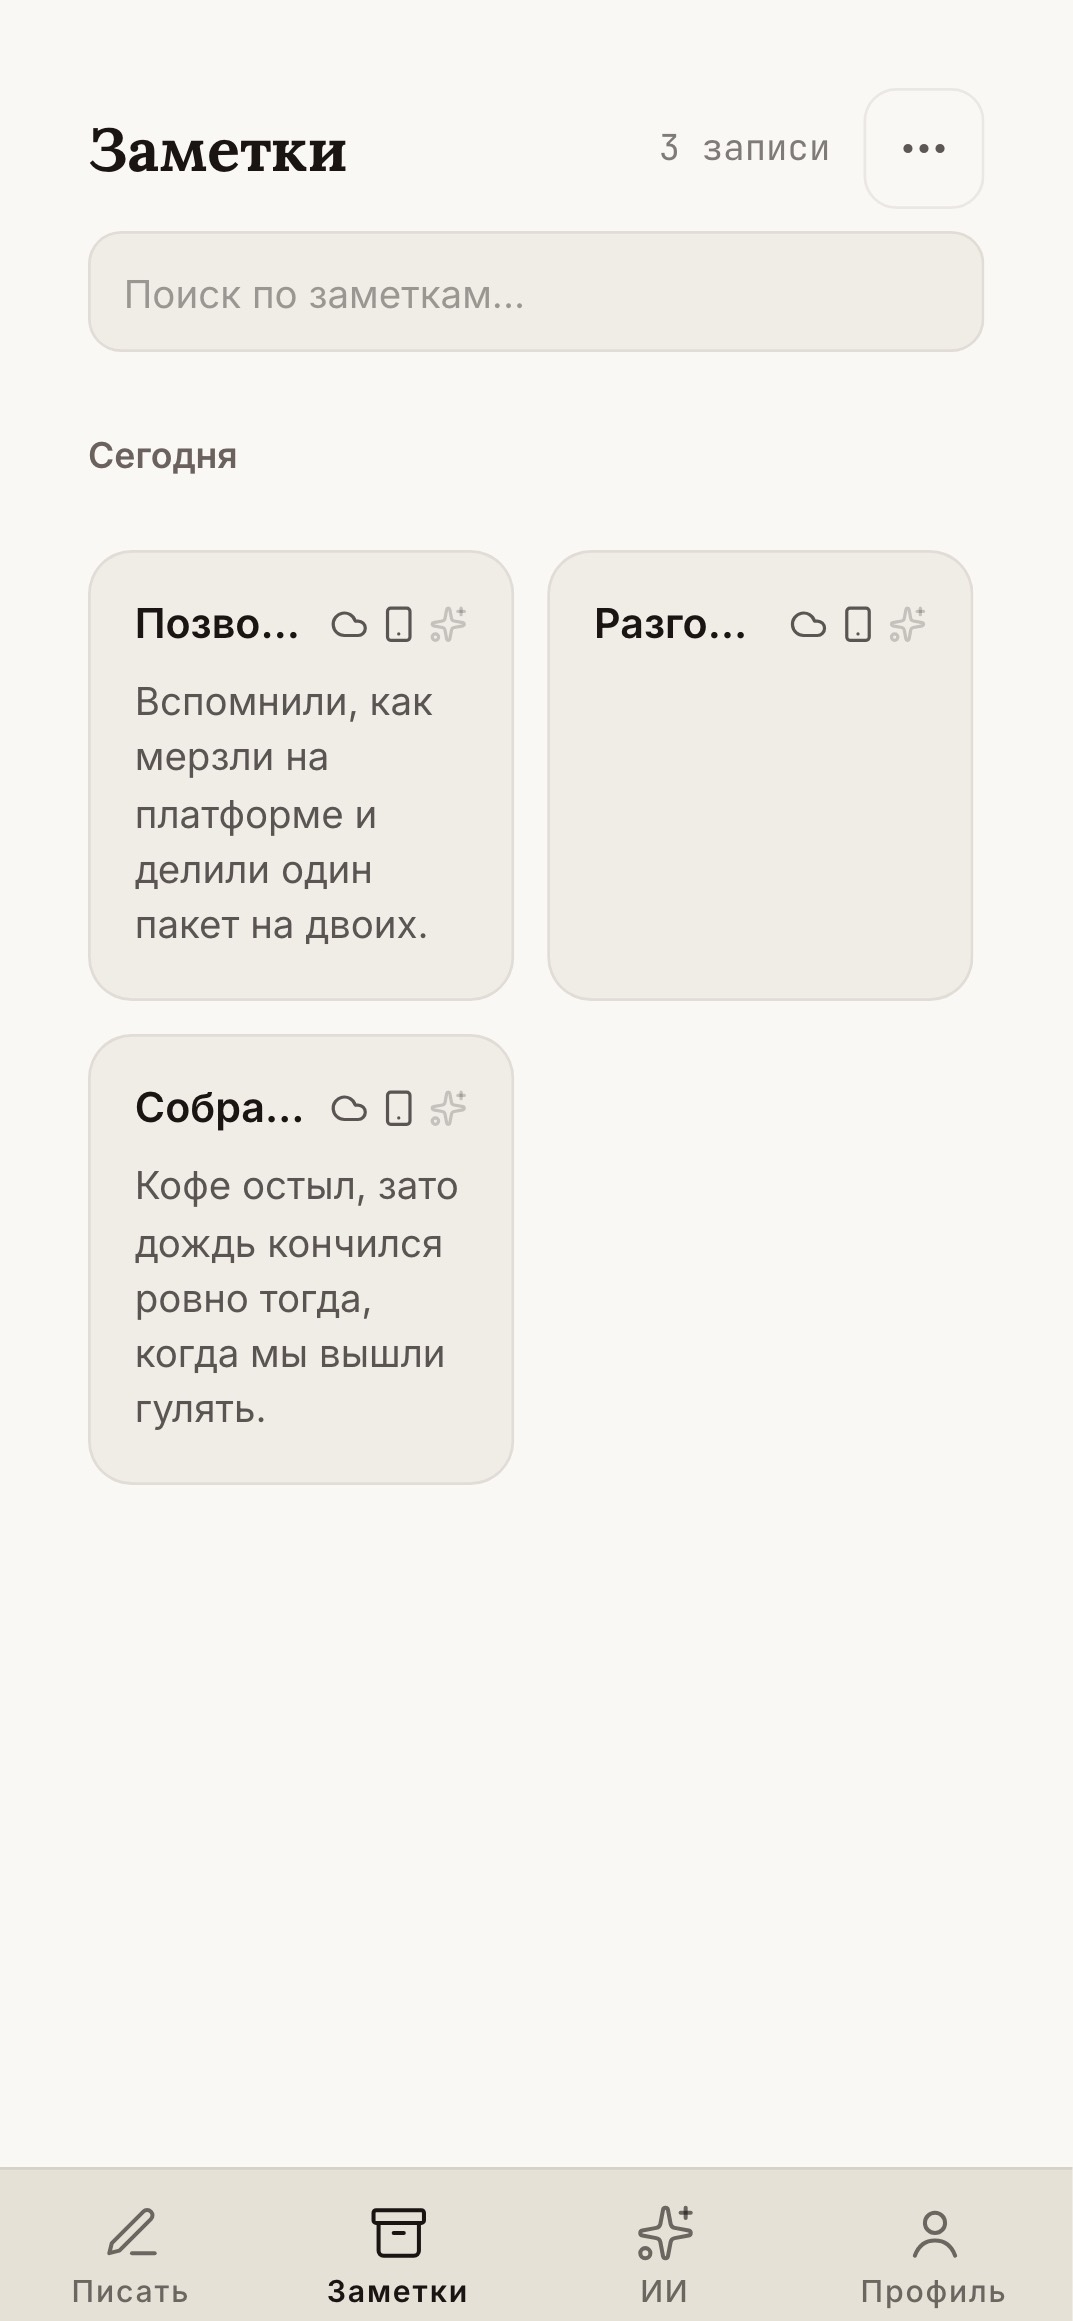 Заметки
3 записи
Поиск по заметкам...
Сегодня
Позво...
Вспомнили, как
мерзли на
платформе и
делили один
пакет на двоих.
Разго...
Собра...
Кофе остыл, зато
дождь кончился
ровно тогда,
когда мы вышли
гулять.
Писать
Заметки
ИИ
Профиль